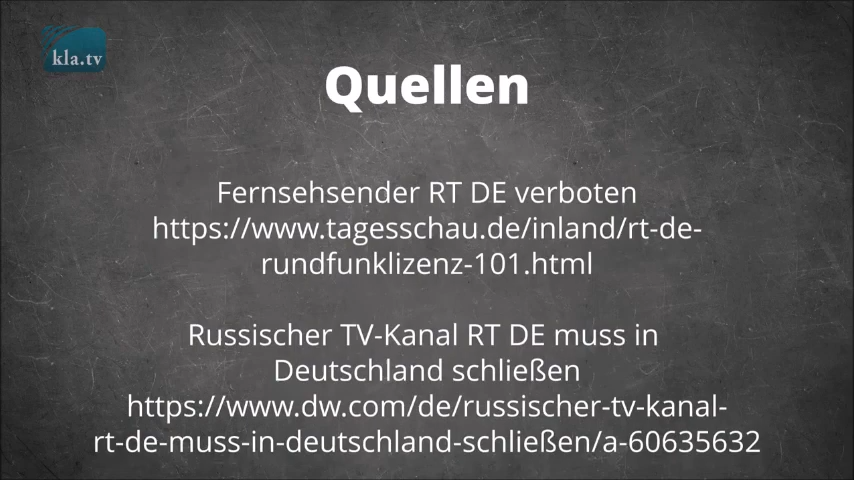 kla.tv
Quellen
Fernsehsender RT DE verboten
https://www.tagesschau.de/inland/rt-de-
rundfunklizenz-101.html
Russischer TV-Kanal RT DE muss in
Deutschland schließen
https://www.dw.com/de/russischer-tv-kanal-
rt-de-muss-in-deutschland-schließen/a-60635632